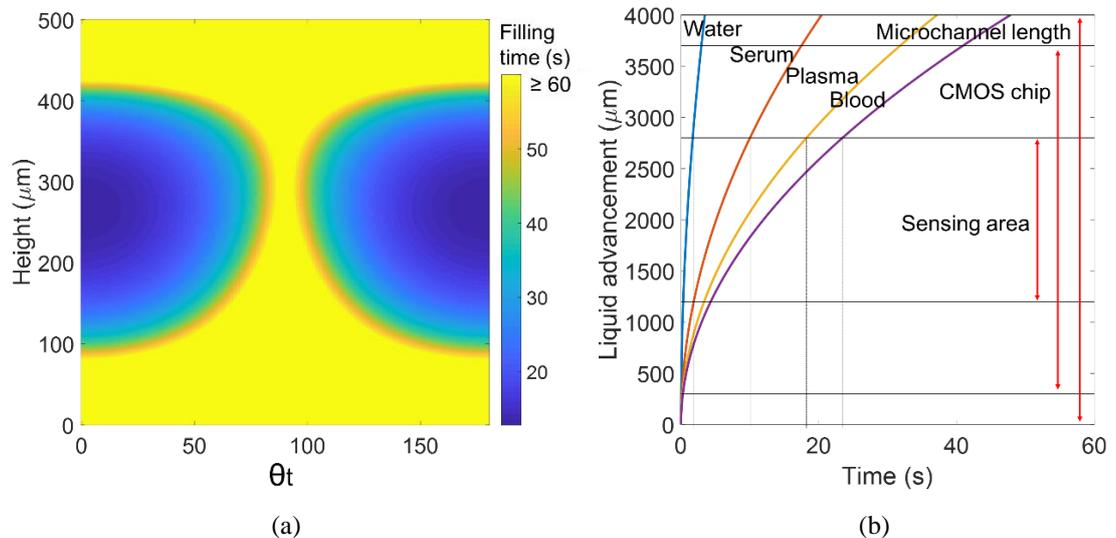 500
400
300
200
100
0
Height (μm)
0
50
100
150
θt
Filling
time (s)
≥ 60
50
40
30
20
(a)
4000
3500
3000
2500
2000
1500
1000
500
0
Liquid advancement (μm)
Water
Serum
Plasma
Blood
Microchannel length
CMOS chip
Sensing area
0
20
40
60
Time (s)
(b)